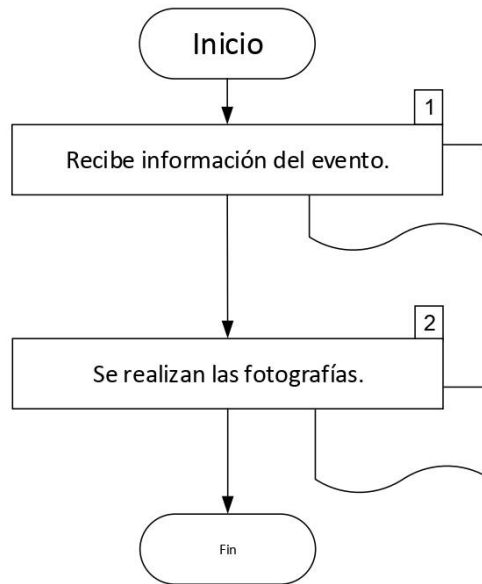 Inicio
1
Recibe información del evento.
2
Se realizan las fotografías.
Fin